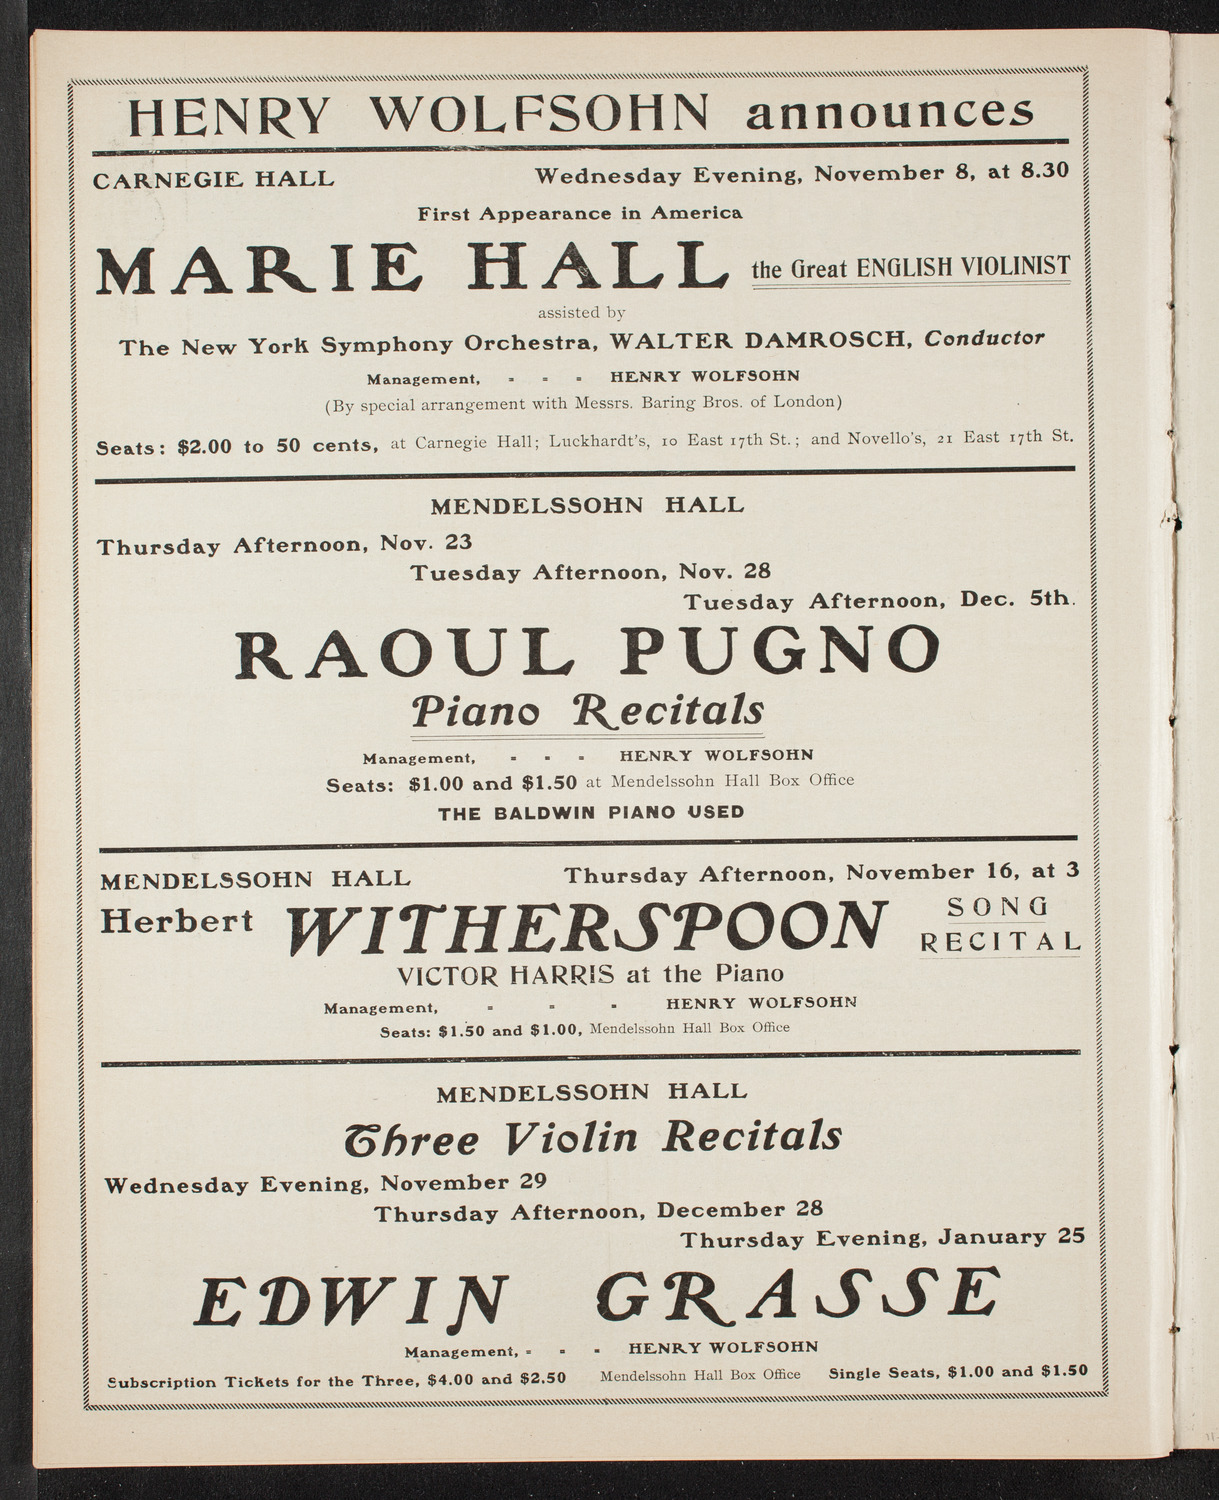 HENRY WOLFSOHN announces
CARNEGIE HALL Wednesday Evening, November 8, at 8.30
First Appearance in America
MARIE HALL the Great ENGLISH VIOLINIST
assisted by
The New York Symphony Orchestra, WALTER DAMROSCH, Conductor
Management, - - - HENRY WOLFSOHN
(By special arrangement with Messrs. Baring Bros. of London)
Seats: $2.00 to 50 cents, at Carnegie Hall; Luckhardt's, 10 East 17th St.; and Novello's, 21 East 17th St.
MENDELSSOHN HALL
Thursday Afternoon, Nov. 23
Tuesday Afternoon, Nov. 28
Tuesday Afternoon, Dec. 5th.
RAOUL PUGNO
Piano Recitals
Management, - - - HENRY WOLFSOHN
Seats: $1.00 and $1.50 at Mendelssohn Hall Box Office
THE BALDWIN PIANO USED
MENDELSSOHN HALL Thursday Afternoon, November 16, at 3
Herbert WITHERSPOON SONG RECITAL
VICTOR HARRIS at the Piano
Management, - - - HENRY WOLFSOHN
Seats: $1.50 and $1.00, Mendelssohn Hall Box Office
MENDELSSOHN HALL
Three Violin Recitals
Wednesday Evening, November 29
Thursday Afternoon, December 28
Thursday Evening, January 25
EDWIN GRASSE
Management, - - - HENRY WOLFSOHN
Subscription Tickets for the Three, $4.00 and $2.50 Mendelssohn Hall Box Office Single Seats, $1.00 and $1.50